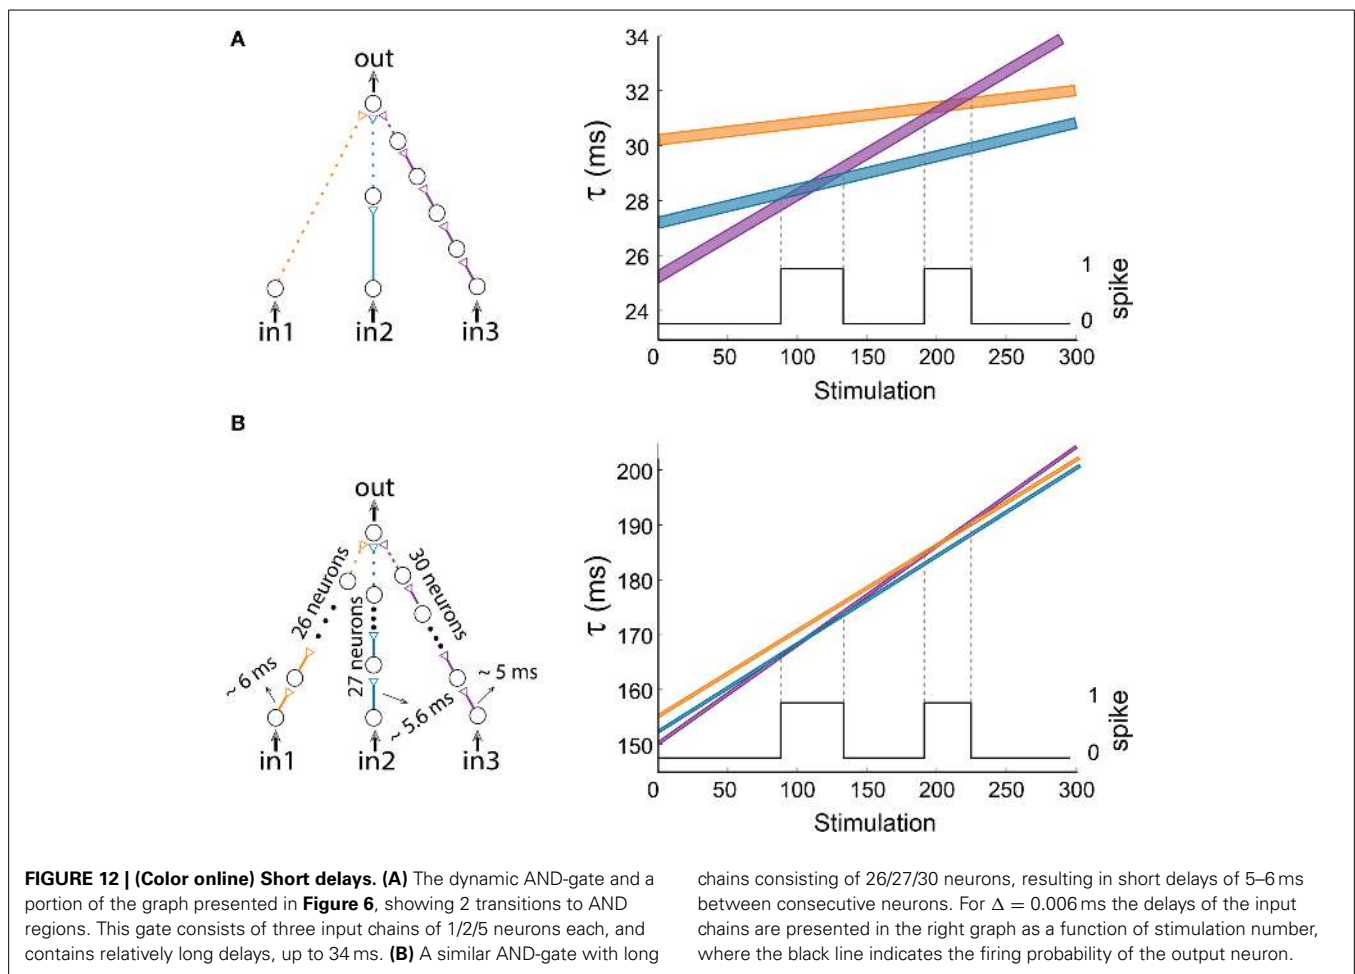 A
out
in1
in2
in3
34
32
30
28
26
24
τ (ms)
1
0
spike
0
50
100
150
200
250
300
Stimulation
B
out
26 neurons
27 neurons
30 neurons
~ 6 ms
~ 5.6 ms
~ 5 ms
in1
in2
in3
200
190
180
170
160
150
τ (ms)
1
0
spike
0
50
100
150
200
250
300
Stimulation
FIGURE 12 | (Color online) Short delays. (A) The dynamic AND-gate and a
portion of the graph presented in Figure 6, showing 2 transitions to AND
regions. This gate consists of three input chains of 1/2/5 neurons each, and
contains relatively long delays, up to 34 ms. (B) A similar AND-gate with long
chains consisting of 26/27/30 neurons, resulting in short delays of 5–6 ms
between consecutive neurons. For Δ = 0.006 ms the delays of the input
chains are presented in the right graph as a function of stimulation number,
where the black line indicates the firing probability of the output neuron.